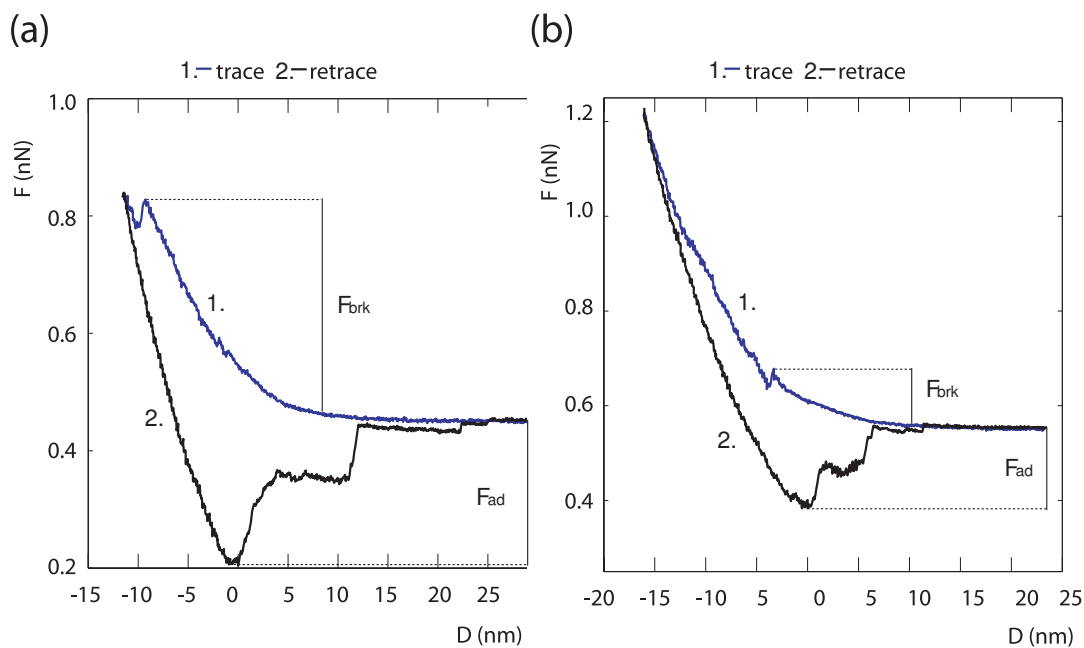 (a)
1. trace 2. retrace
F (nN)
1.0
0.8
0.6
0.4
0.2
1.
2.
Fbrk
Fad
-15 -10 -5 0 5 10 15 20 25
D (nm)
(b)
1. trace 2. retrace
F (nN)
1.2
1.0
0.8
0.6
0.4
1.
2.
Fbrk
Fad
-20 -15 -10 -5 0 5 10 15 20 25
D (nm)